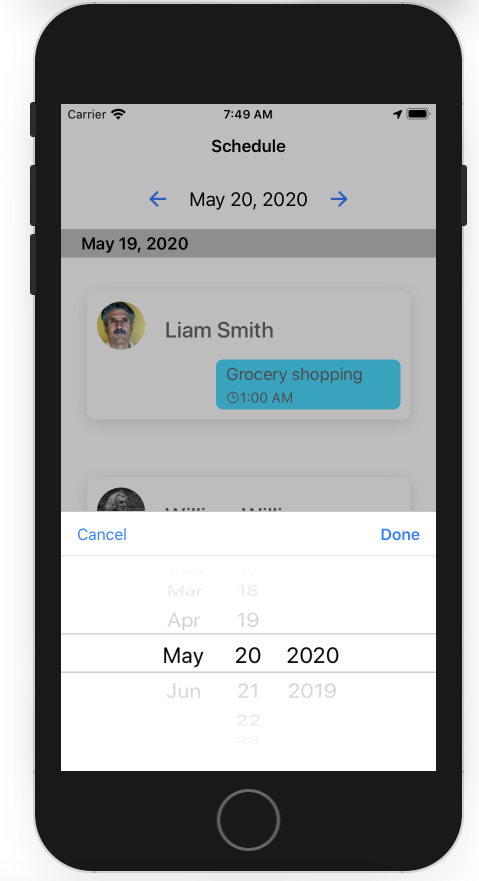 Carrier 7:49 AM
Schedule
May 20, 2020
May 19, 2020
Liam Smith
Grocery shopping
1:00 AM
Cancel Done
Mar 18
Apr 19
May 20 2020
Jun 21 2019
22
23